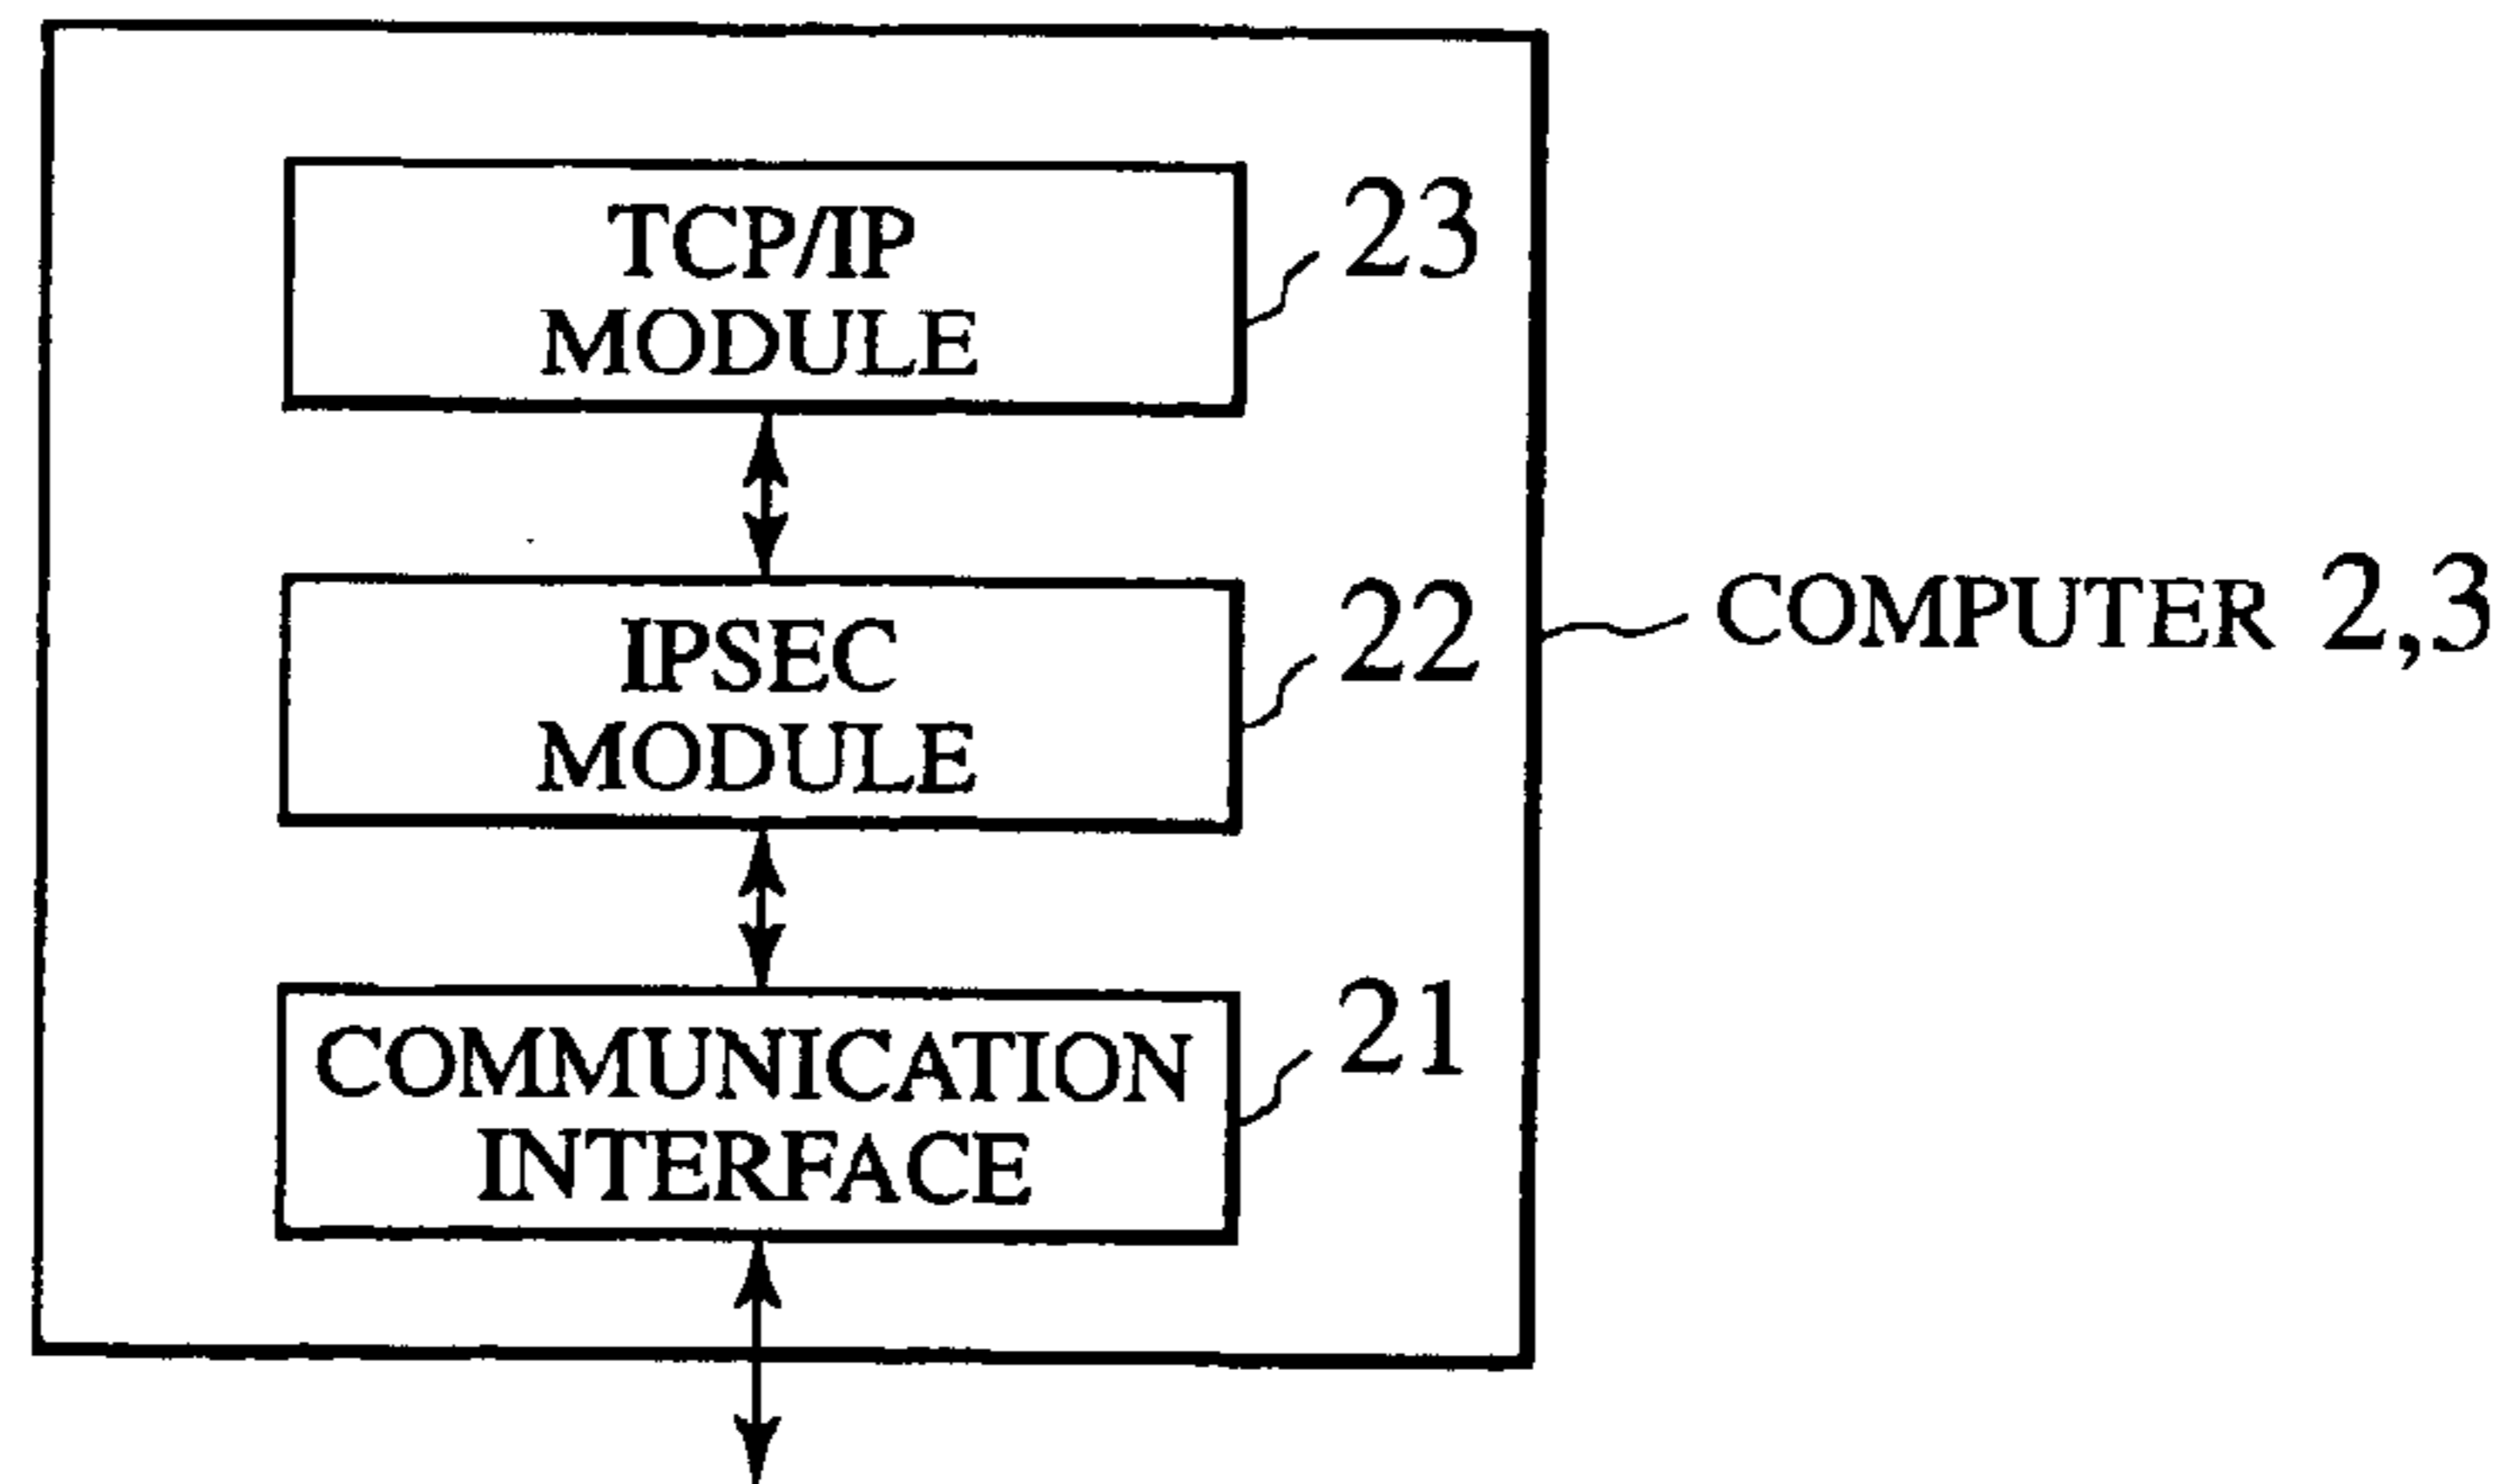 TCP/IP
MODULE
23
IPSEC
MODULE
22
COMPUTER 2,3
COMMUNICATION
INTERFACE
21